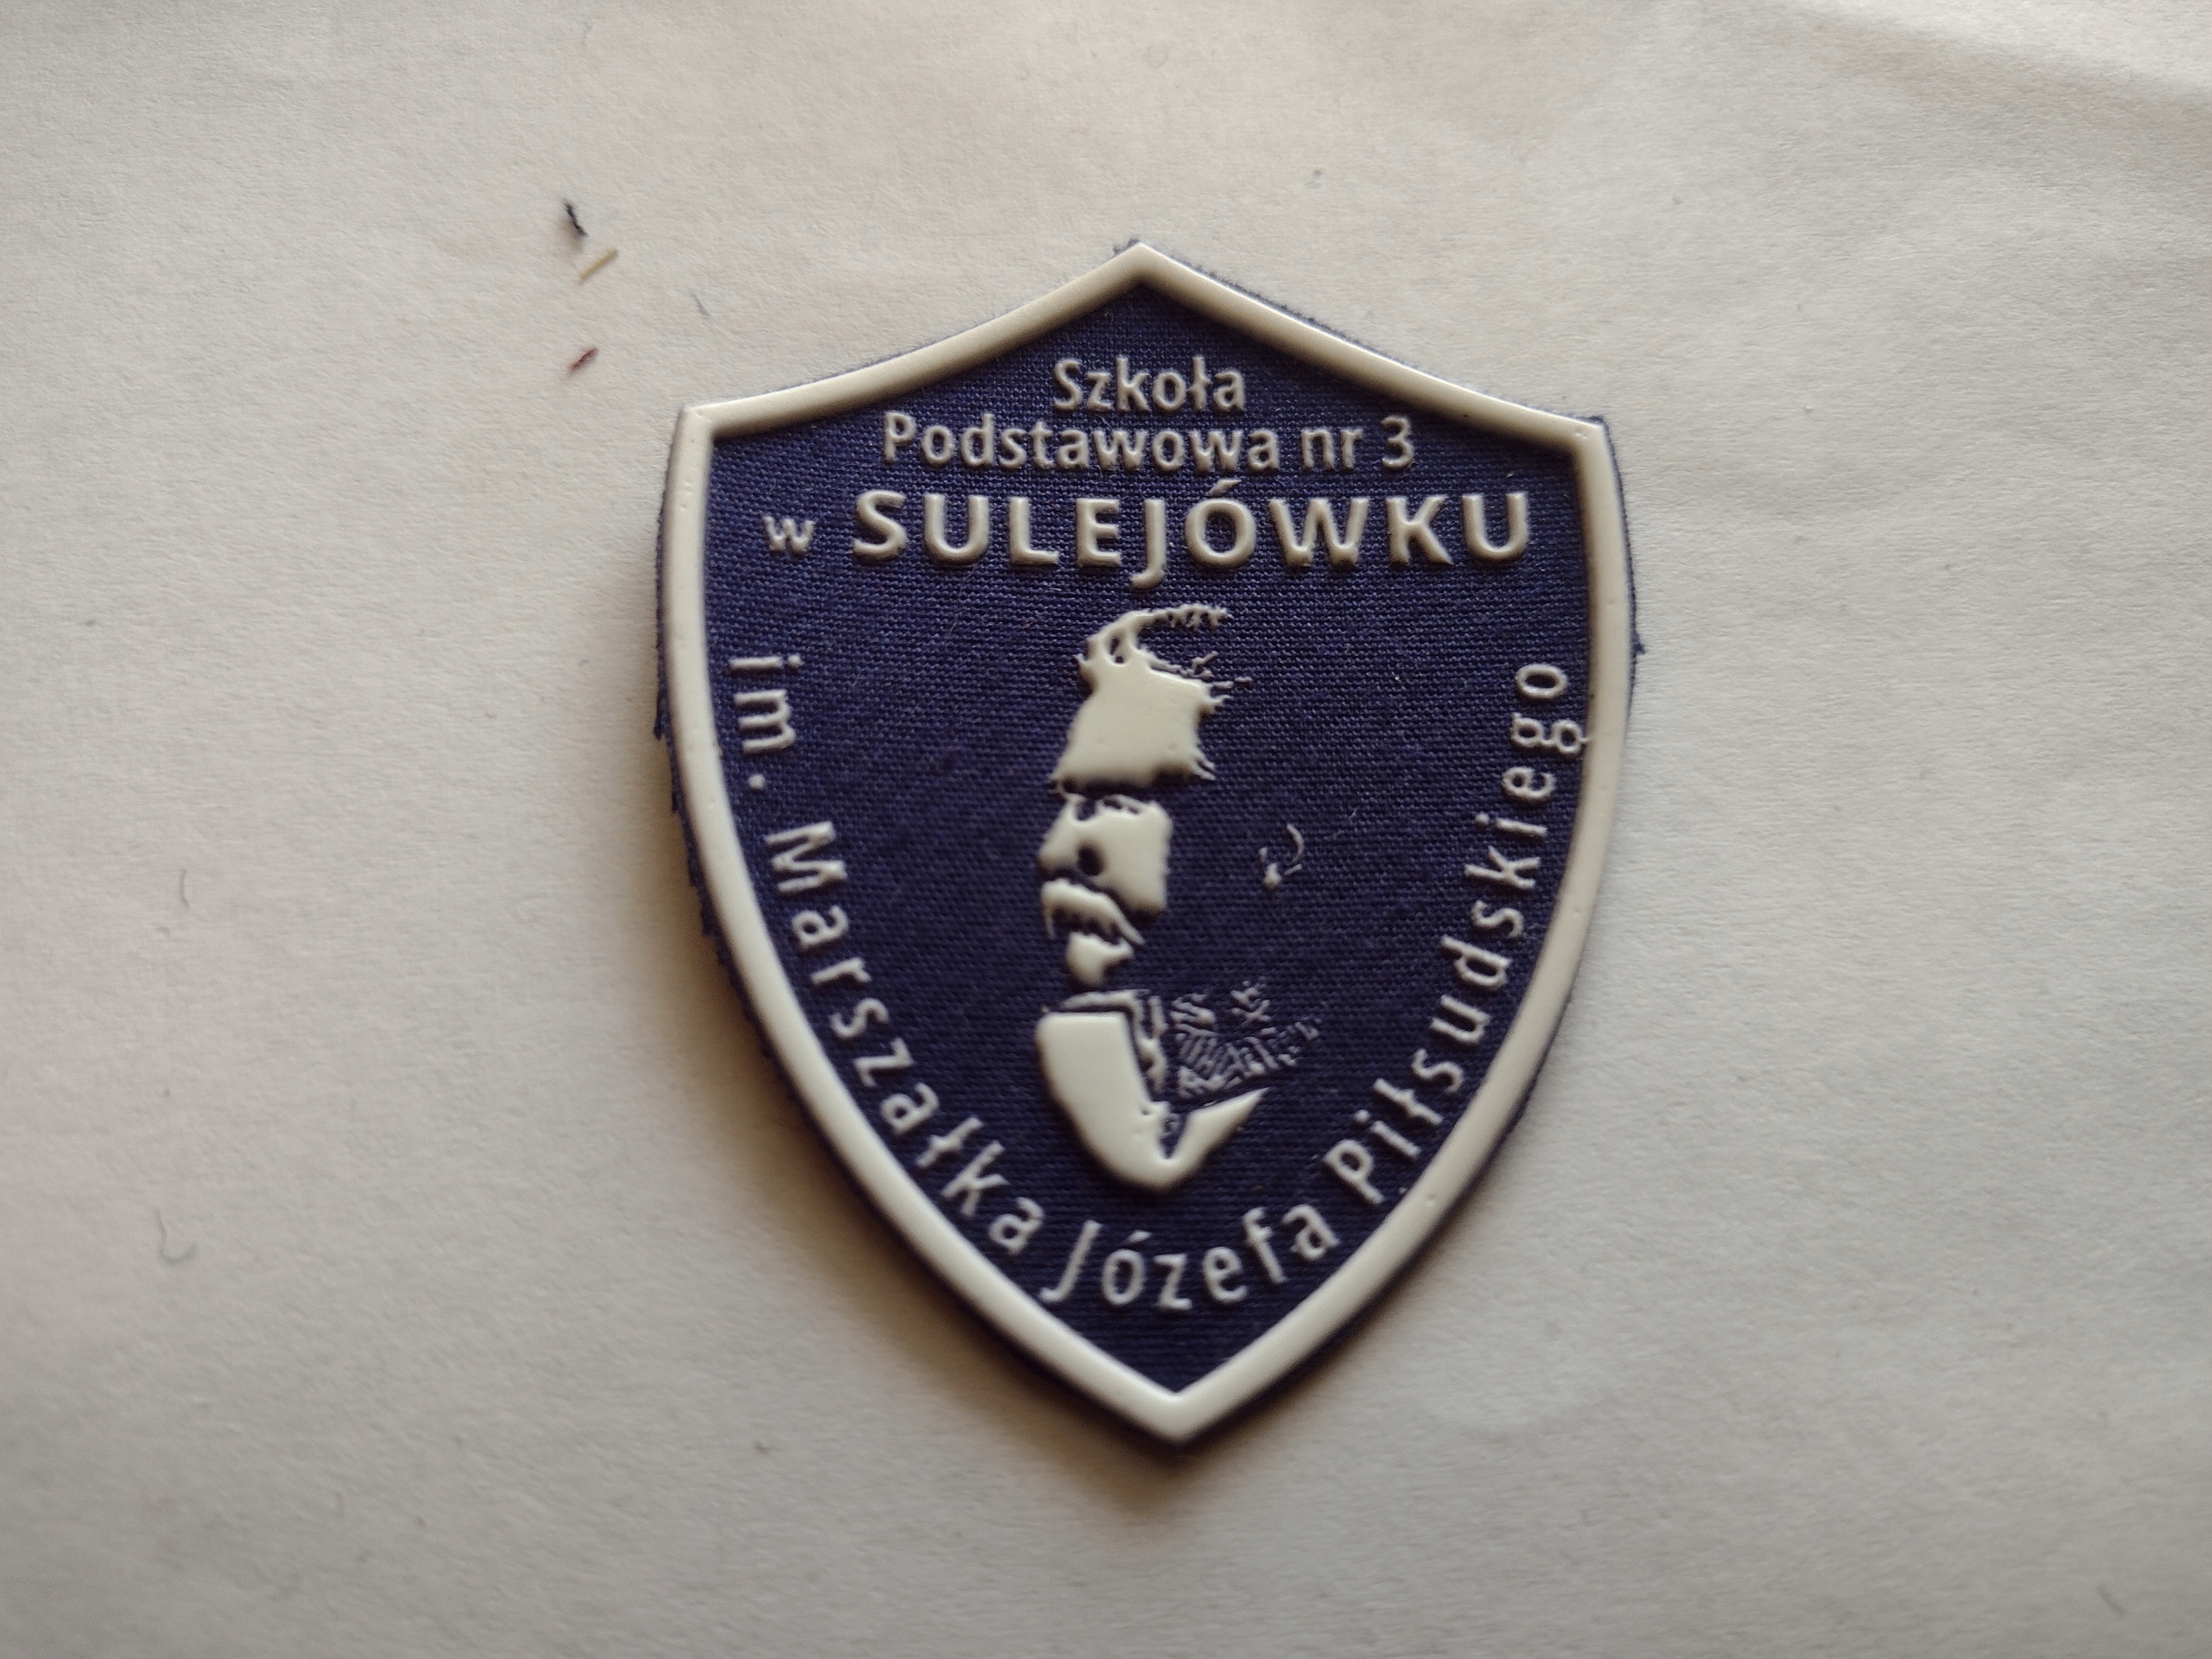 Szkoła
Podstawowa nr 3
w SULEJÓWKU
im. Marszałka Józefa Piłsudskiego